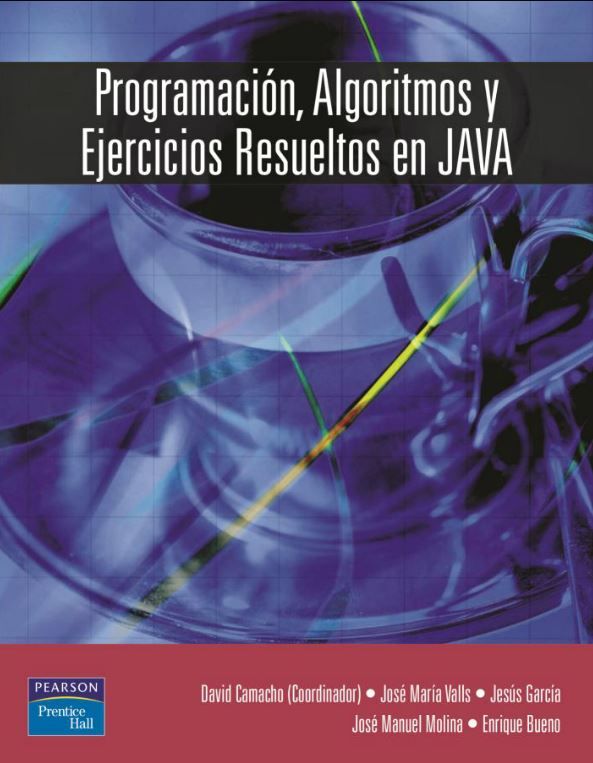 Programación, Algoritmos y
Ejercicios Resueltos en JAVA
PEARSON
Prentice
Hall
David Camacho (Coordinador) • José María Valls • Jesús García
José Manuel Molina • Enrique Bueno